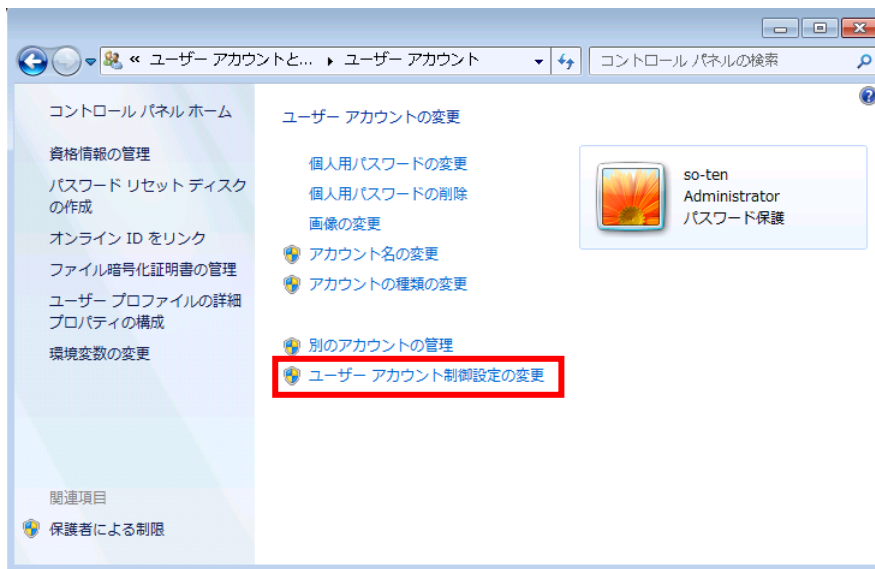 « ユーザー アカウントと... ▸ ユーザー アカウント
コントロール パネルの検索
コントロール パネル ホーム
資格情報の管理
パスワード リセット ディスク
の作成
オンライン ID をリンク
ファイル暗号化証明書の管理
ユーザー プロファイルの詳細
プロパティの構成
環境変数の変更
関連項目
保護者による制限
ユーザー アカウントの変更
個人用パスワードの変更
個人用パスワードの削除
画像の変更
アカウント名の変更
アカウントの種類の変更
別のアカウントの管理
ユーザー アカウント制御設定の変更
so-ten
Administrator
パスワード保護